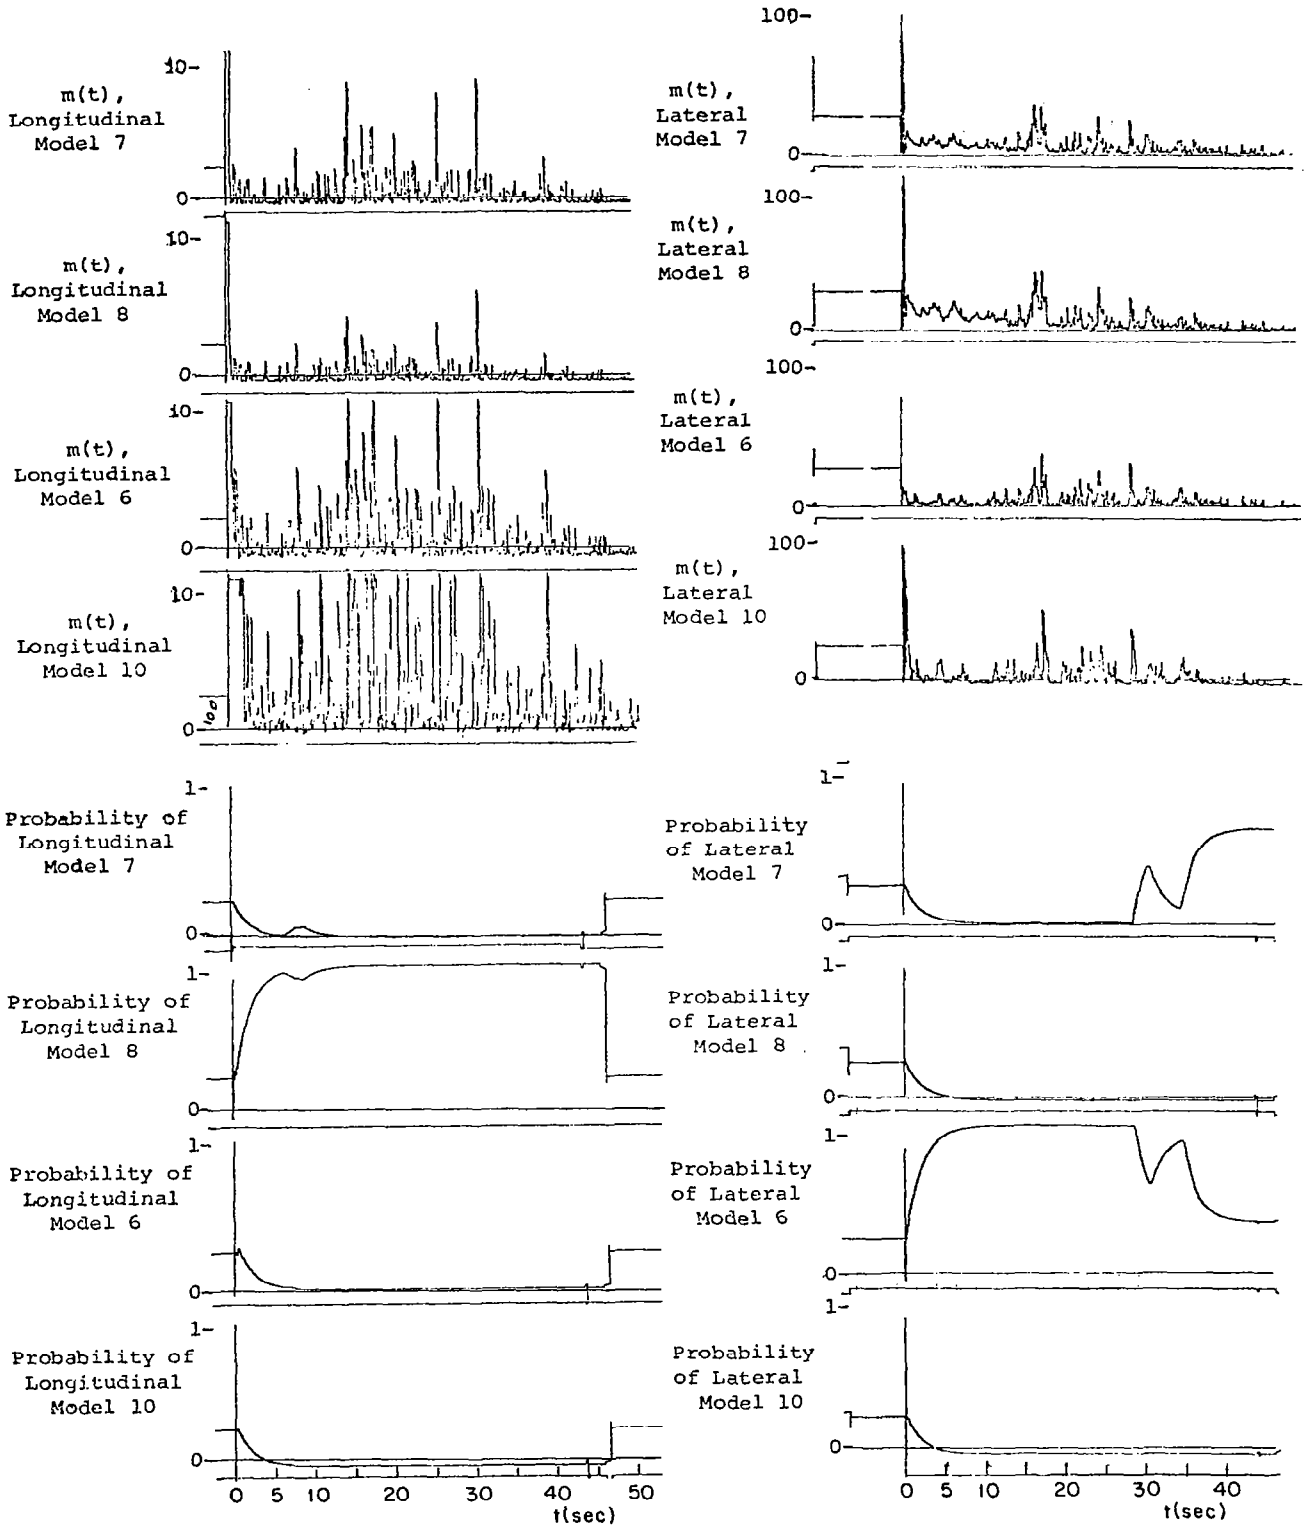 10-
m(t),
Longitudinal
Model 7
0-
10-
m(t),
Longitudinal
Model 8
0-
10-
m(t),
Longitudinal
Model 6
0-
10-
m(t),
Longitudinal
Model 10
0-
100
1-
Probability of
Longitudinal
Model 7
0-
1-
Probability of
Longitudinal
Model 8
0-
1-
Probability of
Longitudinal
Model 6
0-
1-
Probability of
Longitudinal
Model 10
0-
0 5 10 20 30 40 50
t(sec)
100-
m(t),
Lateral
Model 7
0-
100-
m(t),
Lateral
Model 8
0-
100-
m(t),
Lateral
Model 6
0-
100-
m(t),
Lateral
Model 10
0-
1-
Probability
of Lateral
Model 7
0-
1-
Probability
of Lateral
Model 8
0-
1-
Probability
of Lateral
Model 6
0-
1-
Probability
of Lateral
Model 10
0-
0 5 10 20 30 40
t(sec)